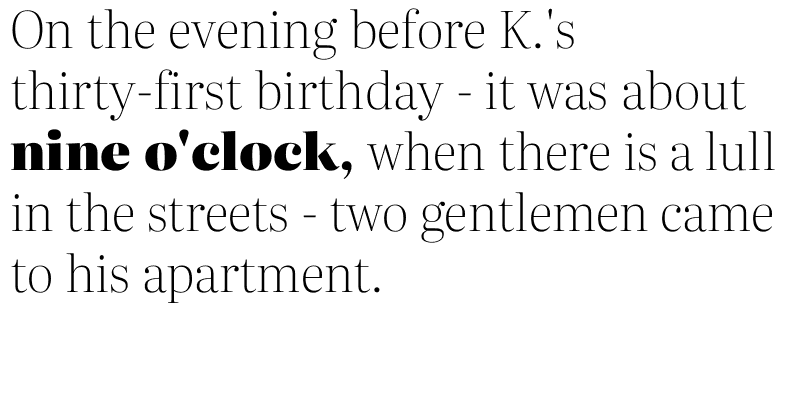 On the evening before K.'s
thirty-first birthday - it was about
nine o'clock, when there is a lull
in the streets - two gentlemen came
to his apartment.